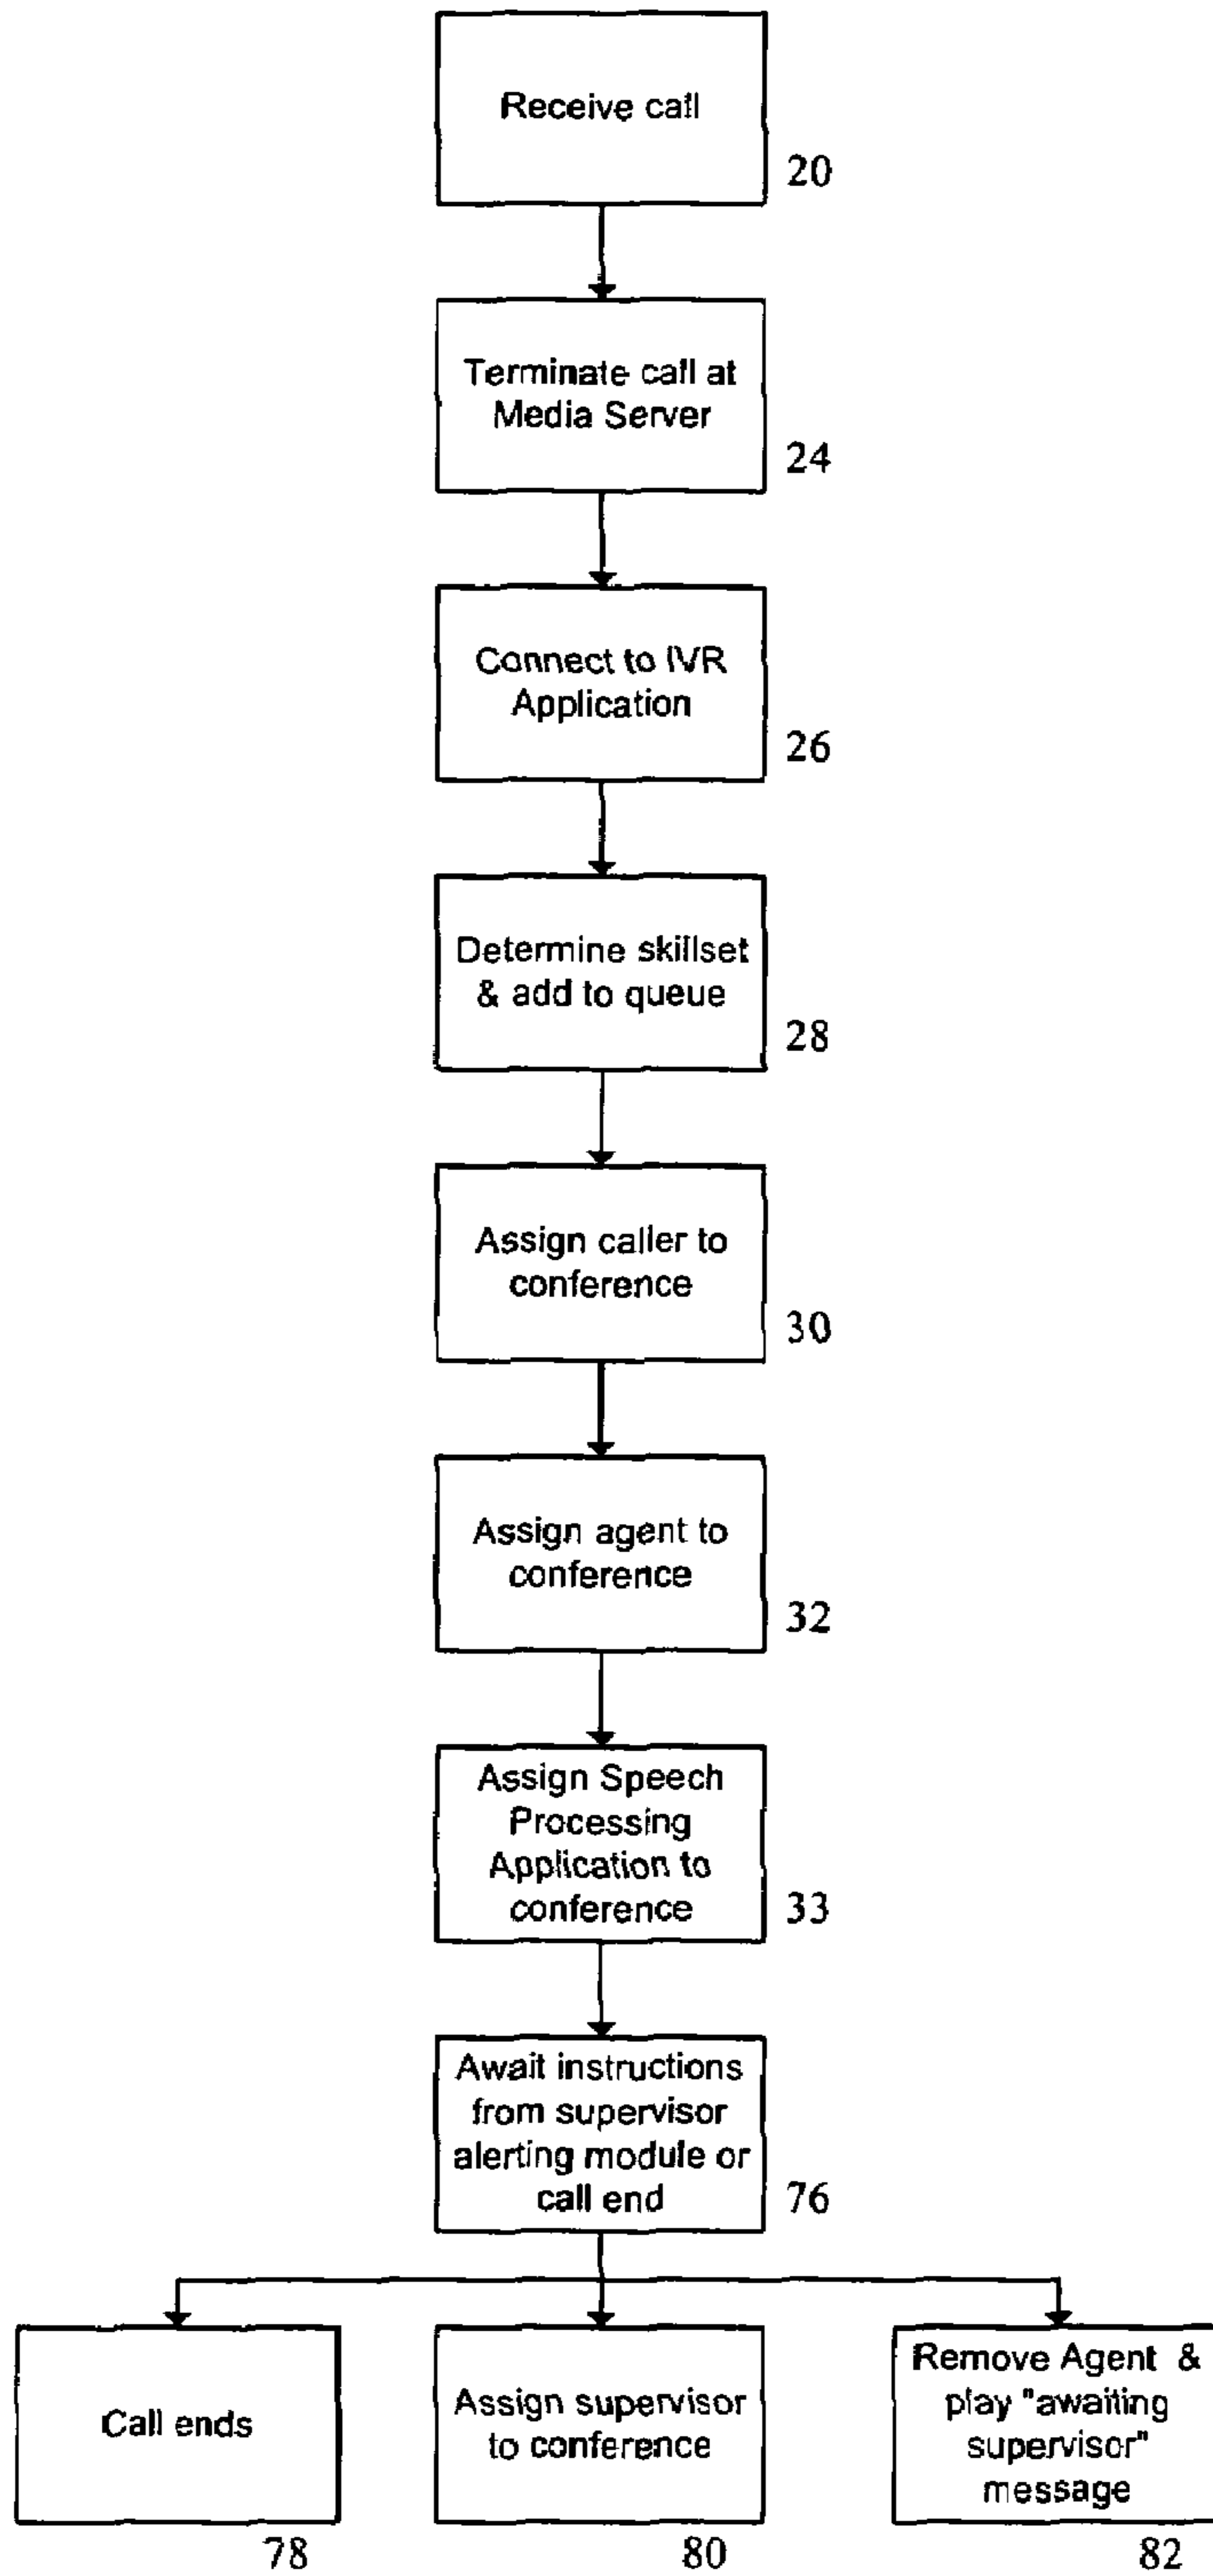 Receive call
20
Terminate call at
Media Server
24
Connect to IVR
Application
26
Determine skillset
& add to queue
28
Assign caller to
conference
30
Assign agent to
conference
32
Assign Speech
Processing
Application to
conference
33
Await instructions
from supervisor
alerting module or
call end
76
Call ends
78
Assign supervisor
to conference
80
Remove Agent &
play "awaiting
supervisor"
message
82